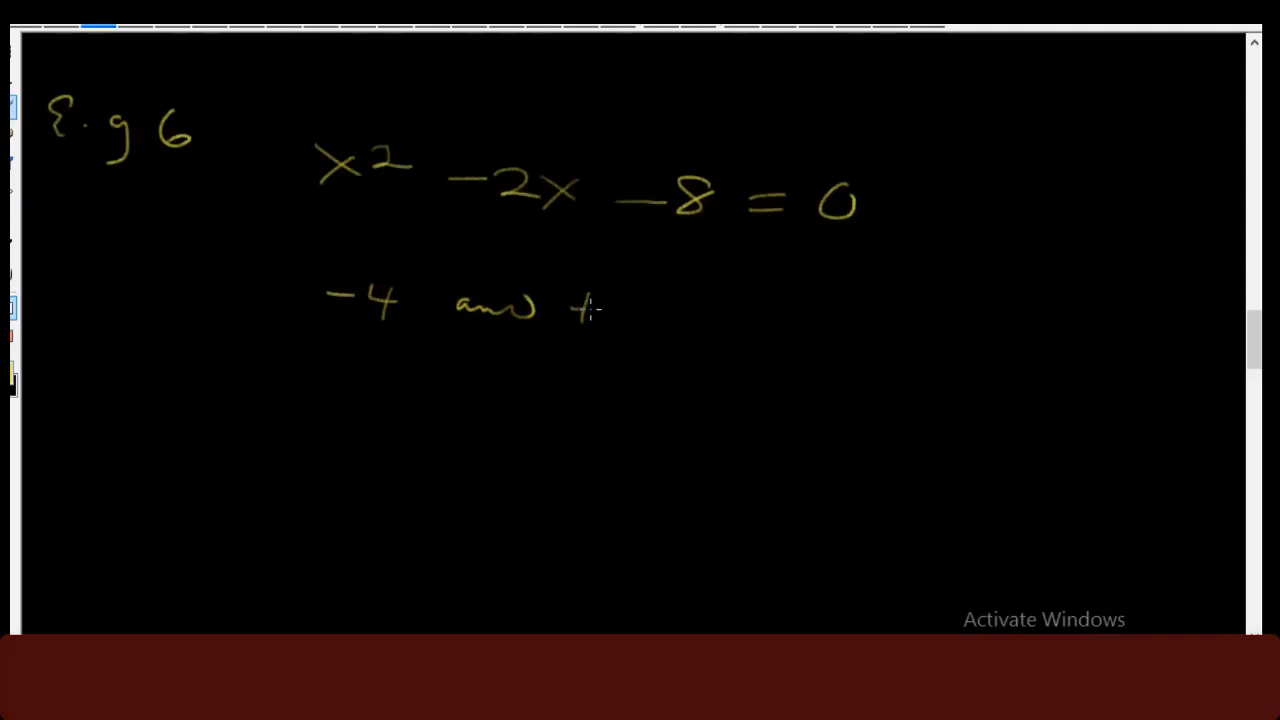 E.g 6
x² - 2x - 8 = 0
-4 and +
Activate Windows